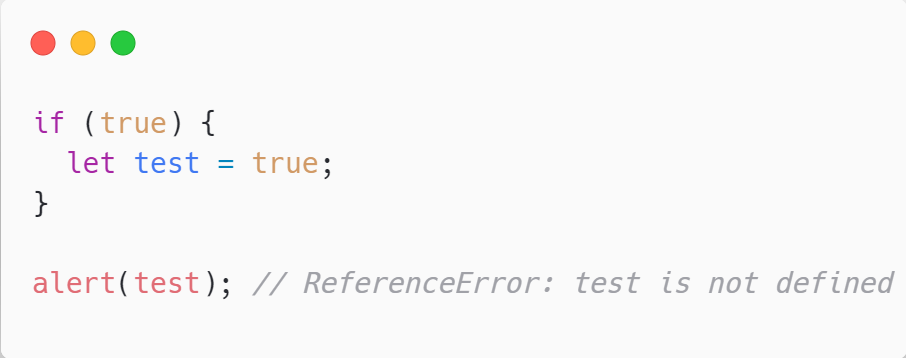 if (true) {
  let test = true;
}
alert(test); // ReferenceError: test is not defined